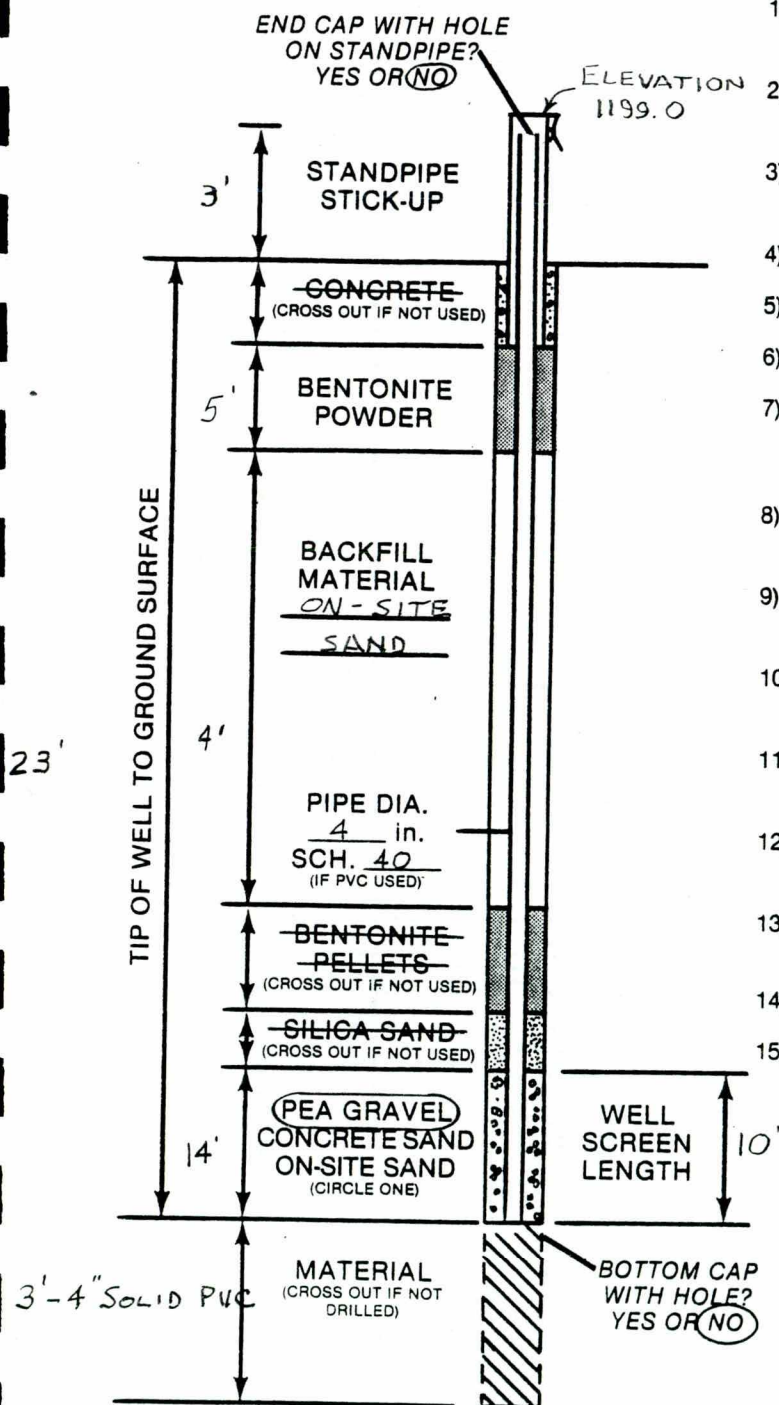 END CAP WITH HOLE
ON STANDPIPE?
YES OR NO
ELEVATION
1199.0
3'
STANDPIPE
STICK-UP
CONCRETE
(CROSS OUT IF NOT USED)
5'
BENTONITE
POWDER
TIP OF WELL TO GROUND SURFACE
23'
BACKFILL
MATERIAL
ON-SITE
SAND
4'
PIPE DIA.
4 in.
SCH. 40
(IF PVC USED)
BENTONITE
PELLETS
(CROSS OUT IF NOT USED)
SILICA SAND
(CROSS OUT IF NOT USED)
14'
PEA GRAVEL
CONCRETE SAND
ON-SITE SAND
(CIRCLE ONE)
WELL
SCREEN
LENGTH
10'
3'-4" SOLID PVC
MATERIAL
(CROSS OUT IF NOT
DRILLED)
BOTTOM CAP
WITH HOLE?
YES OR NO
1
2
3)
4)
5)
6)
7)
8)
9)
10
11
12
13
14
15